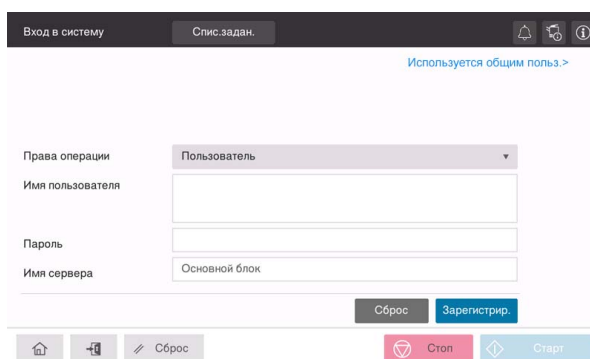 Вход в систему Спис.задан.
Используется общим польз.>
Права операции Пользователь
Имя пользователя
Пароль
Имя сервера Основной блок
Сброс Зарегистрир.
Сброс Стоп Старт